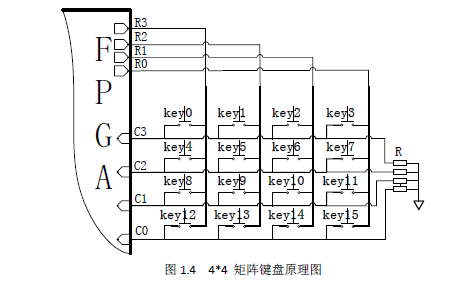 R3
R2
R1
R0
F
P
G
A
key0 key1 key2 key3
C3
key4 key5 key6 key7
R
C2
key8 key9 key10 key11
C1
key12 key13 key14 key15
C0
图 1.4 4*4 矩阵键盘原理图